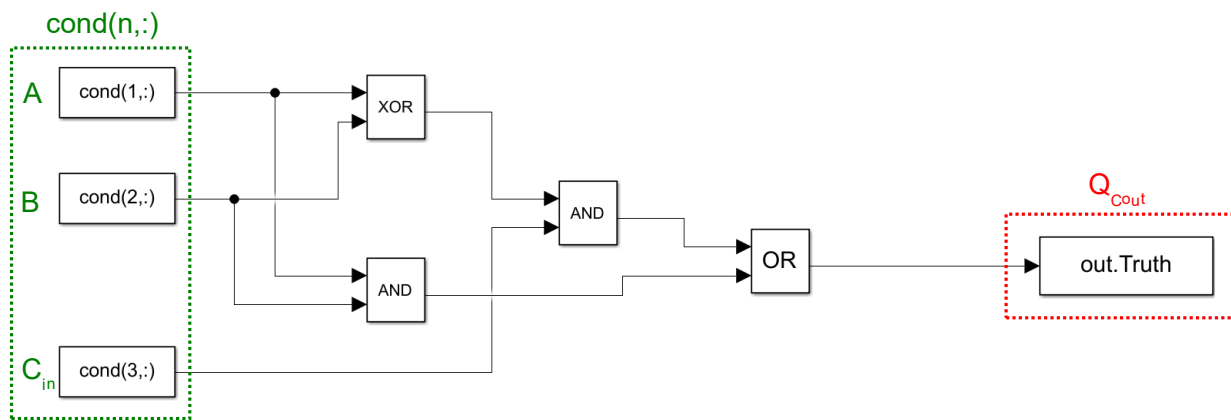 cond(n,:)
A
cond(1,:)
XOR
B
cond(2,:)
AND
Q_Cout
OR
out.Truth
AND
C_in
cond(3,:)